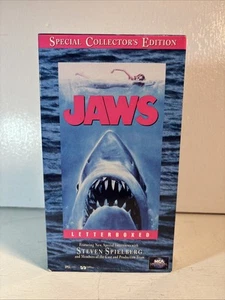 SPECIAL COLLECTOR'S EDITION
JAWS
LETTERBOXED
Featuring New Special Interviews with
STEVEN SPIELBERG
and Members of the Cast and Production Team
MCA